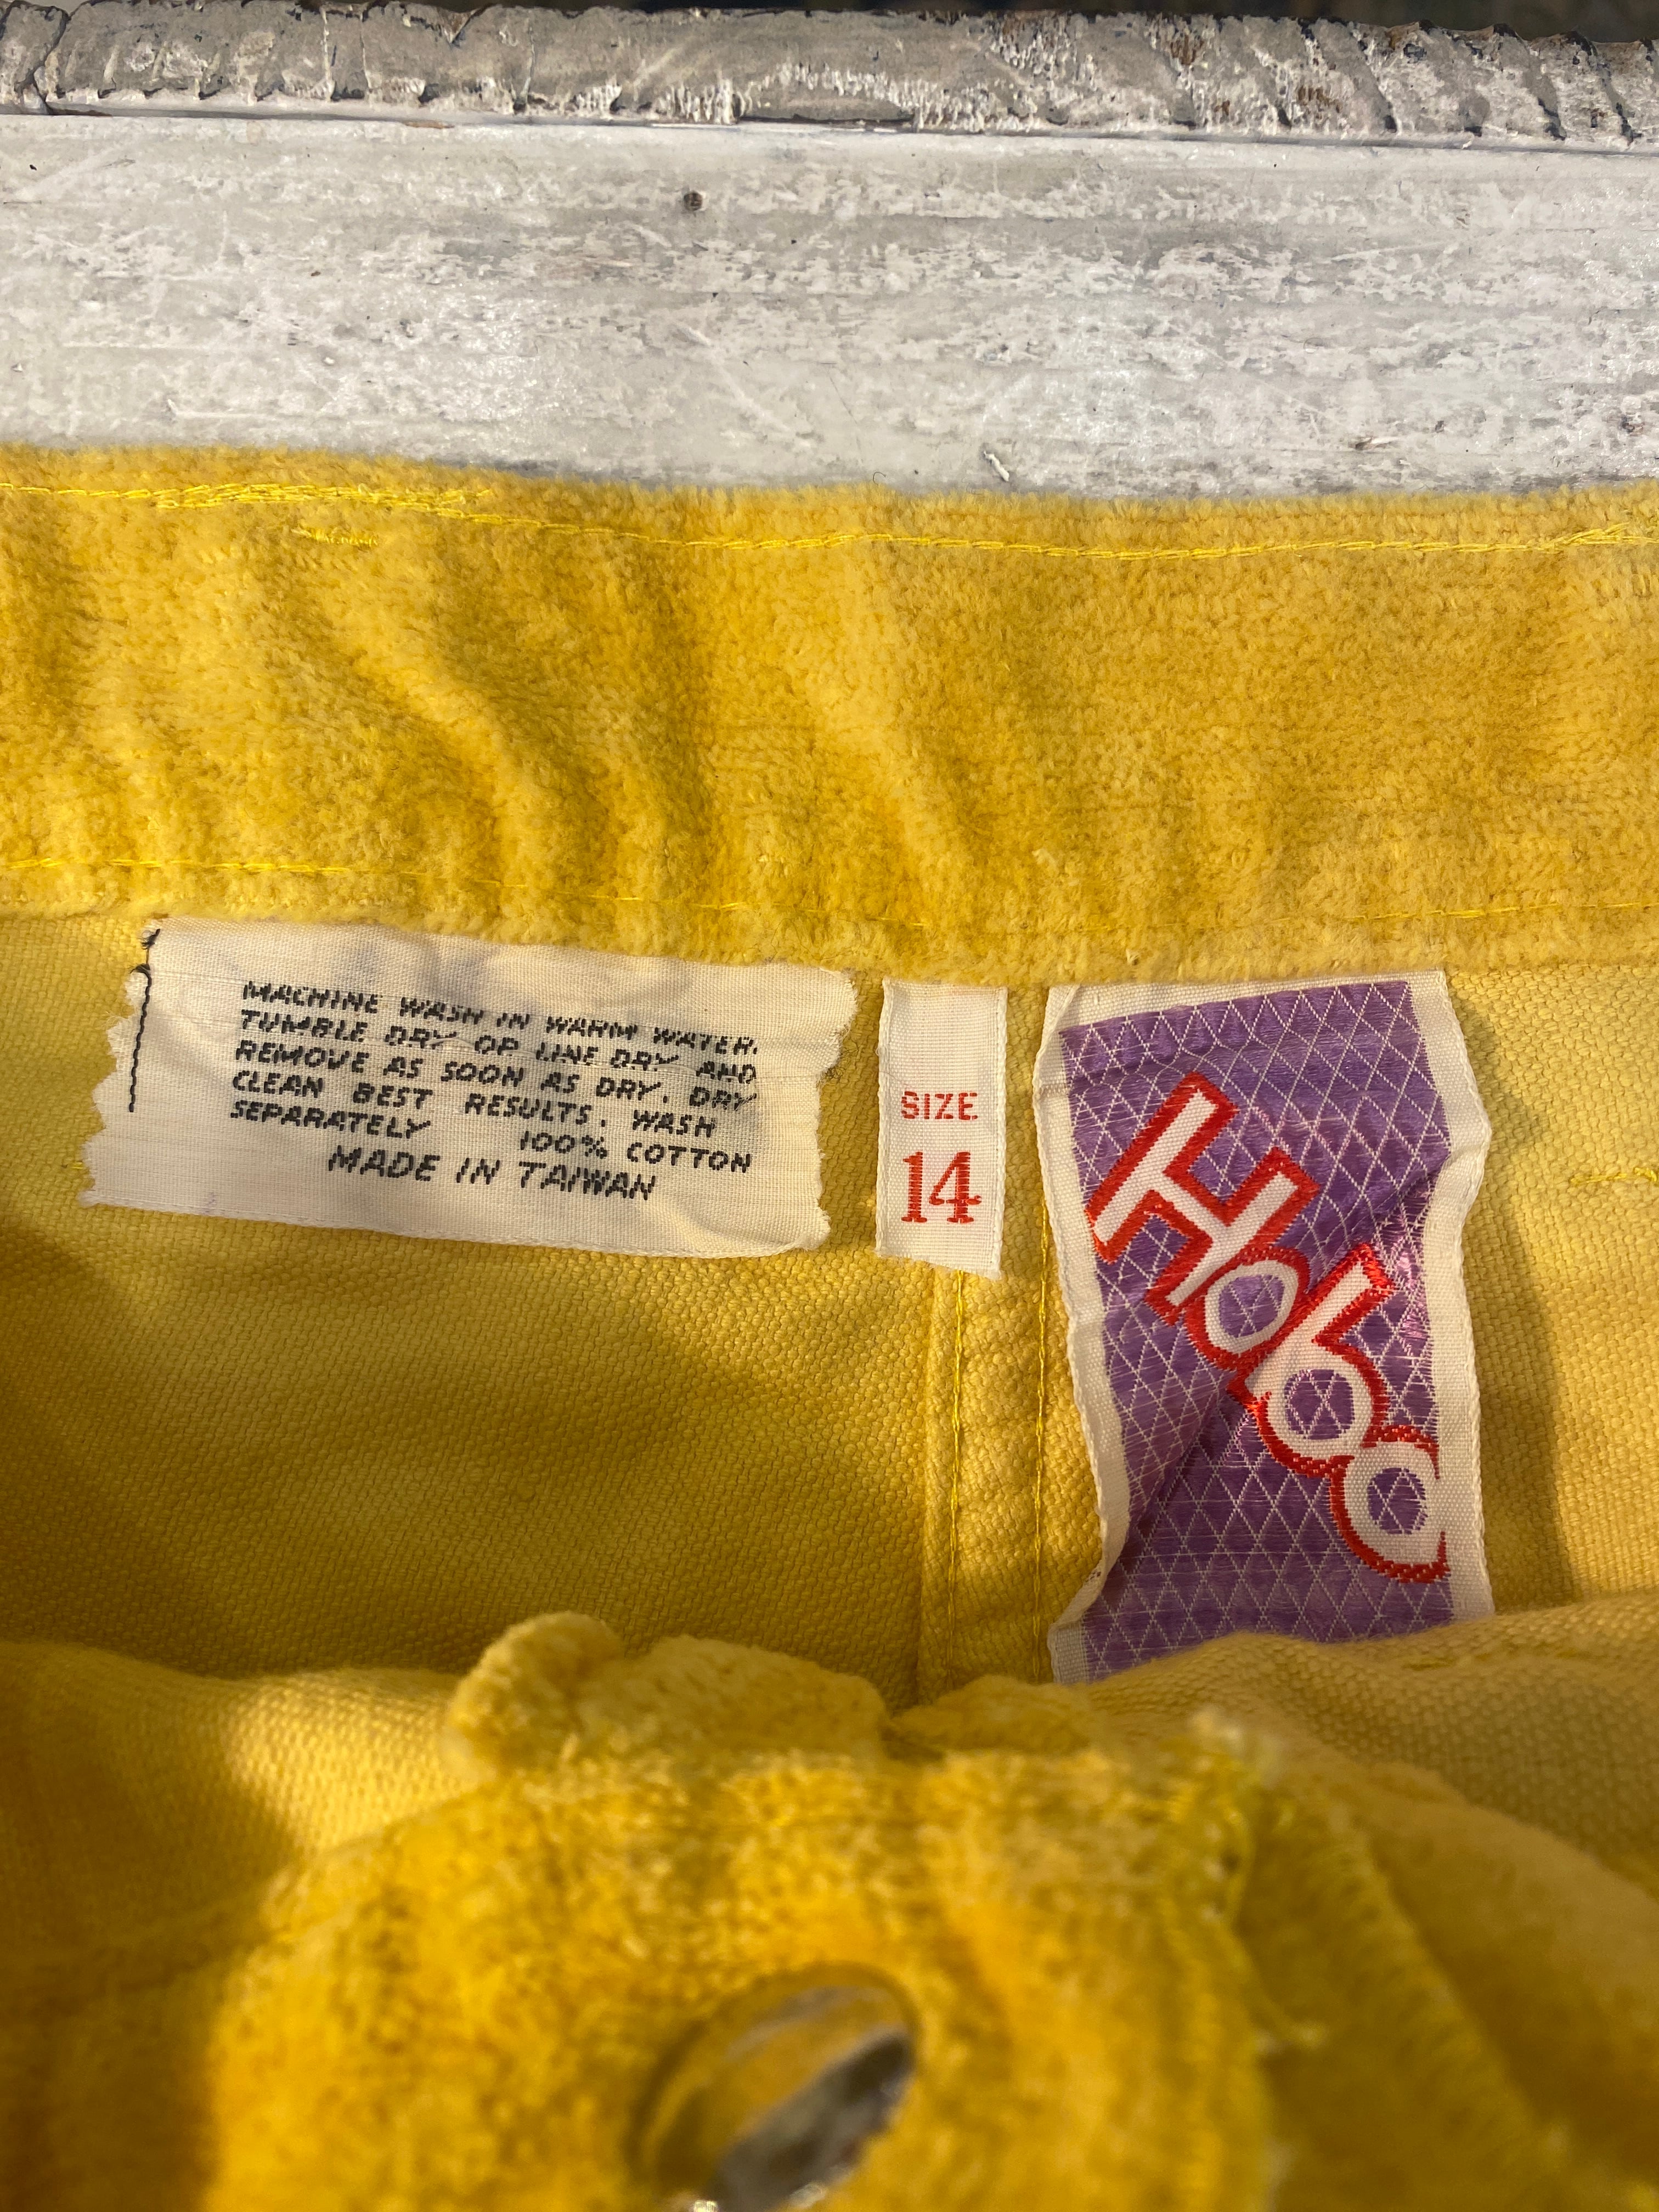 MACHINE WASH IN WARM WATER.
TUMBLE DRY OR LINE DRY AND
REMOVE AS SOON AS DRY. DRY
CLEAN BEST RESULTS. WASH
SEPARATELY 100% COTTON
MADE IN TAIWAN
SIZE
14
Hobo